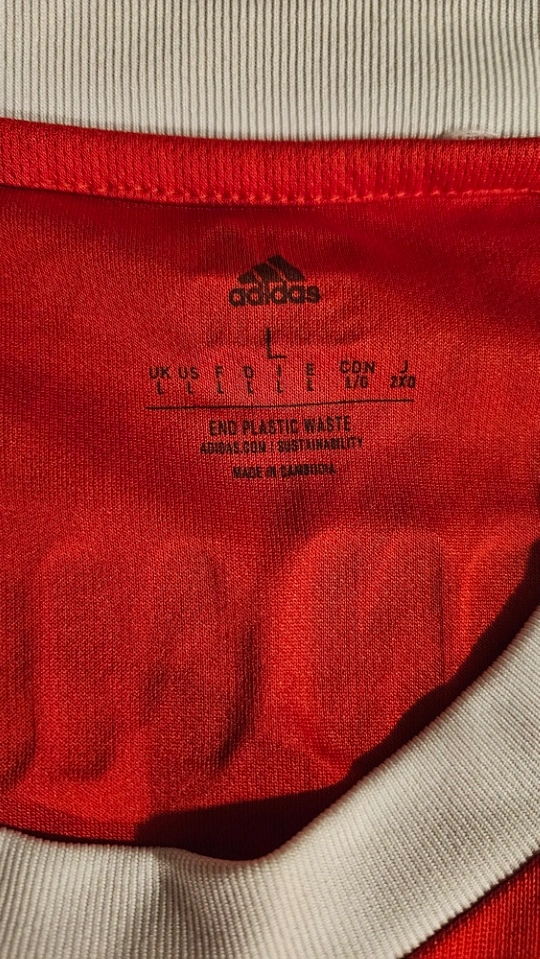 adidas
L
UK US F D I E CDN J
L L L L L L L/G 2XO
END PLASTIC WASTE
ADIDAS.COM / SUSTAINABILITY
MADE IN CAMBODIA